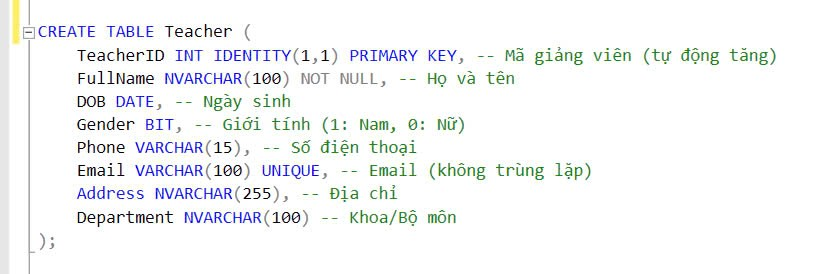 CREATE TABLE Teacher (
TeacherID INT IDENTITY(1,1) PRIMARY KEY, -- Mã giảng viên (tự động tăng)
FullName NVARCHAR(100) NOT NULL, -- Họ và tên
DOB DATE, -- Ngày sinh
Gender BIT, -- Giới tính (1: Nam, 0: Nữ)
Phone VARCHAR(15), -- Số điện thoại
Email VARCHAR(100) UNIQUE, -- Email (không trùng lặp)
Address NVARCHAR(255), -- Địa chỉ
Department NVARCHAR(100) -- Khoa/Bộ môn
);